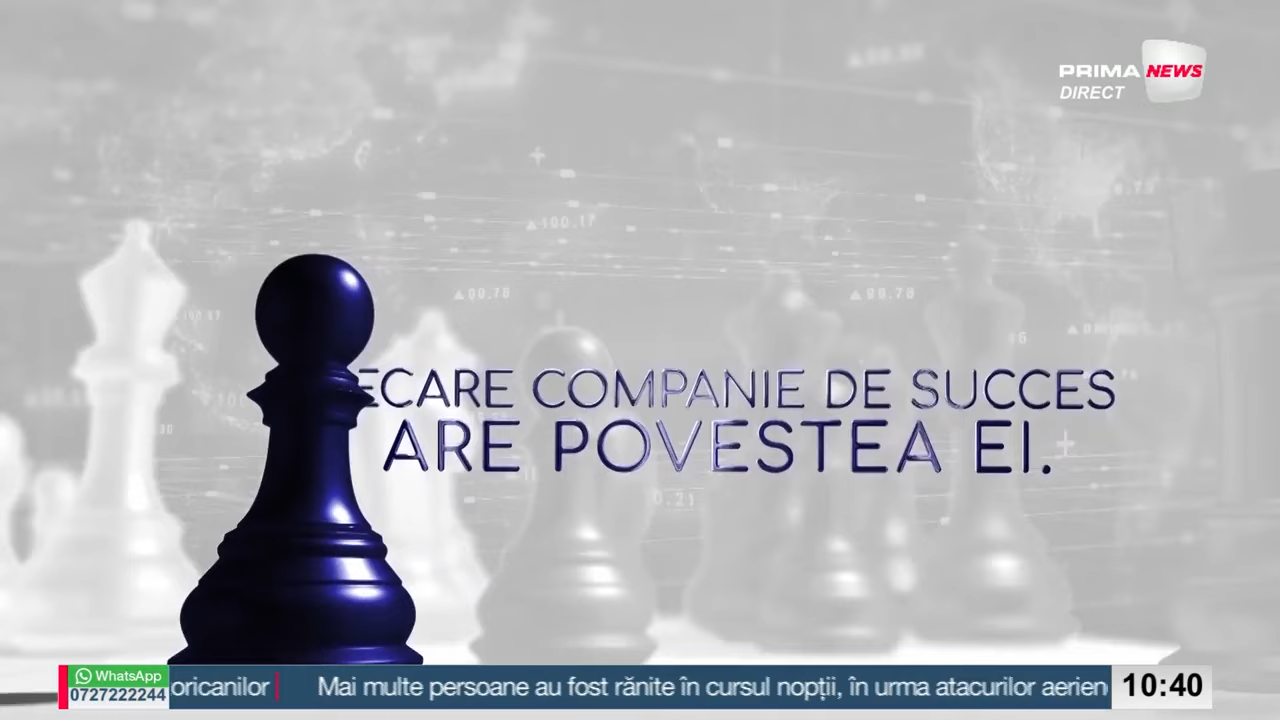 PRIMA NEWS
DIRECT
ECARE COMPANIE DE SUCCES
ARE POVESTEA EI.
WhatsApp
0727222244
oricanilor
Mai multe persoane au fost rănite în cursul nopții, în urma atacurilor aerien
10:40